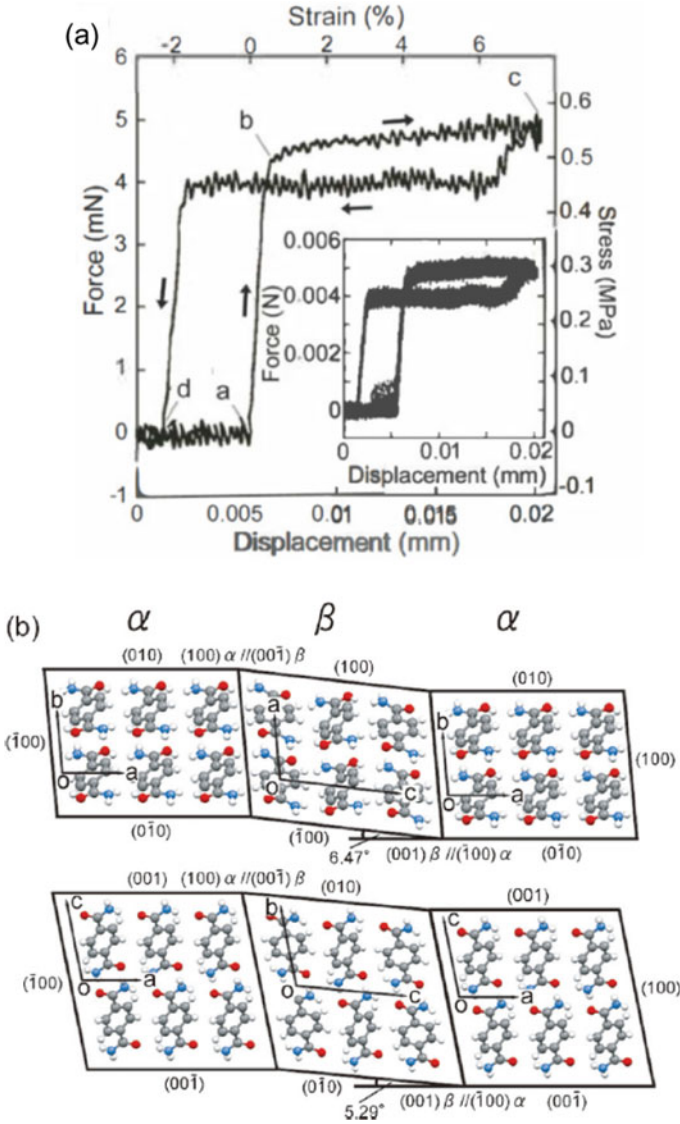 (a)
Strain (%)
-2 0 2 4 6
6
5
4
3
2
1
0
-1
Force (mN)
0.6
0.5
0.4
0.3
0.2
0.1
0
-0.1
Stress (MPa)
b
c
d
a
0.006
0.004
0.002
0
Force (N)
0 0.01 0.02
Displacement (mm)
0 0.005 0.01 0.015 0.02
Displacement (mm)
(b)
α β α
(010) (100) α //(001̄) β (100) (010)
(1̄00) b o a a o c b o a (100)
(01̄0) (1̄00) 6.47° (001) β //(1̄00) α (01̄0)
(001) (100) α //(001̄) β (010) (001)
(1̄00) c o a b o c c o a (100)
(001̄) (01̄0) 5.29° (001) β //(1̄00) α (001̄)